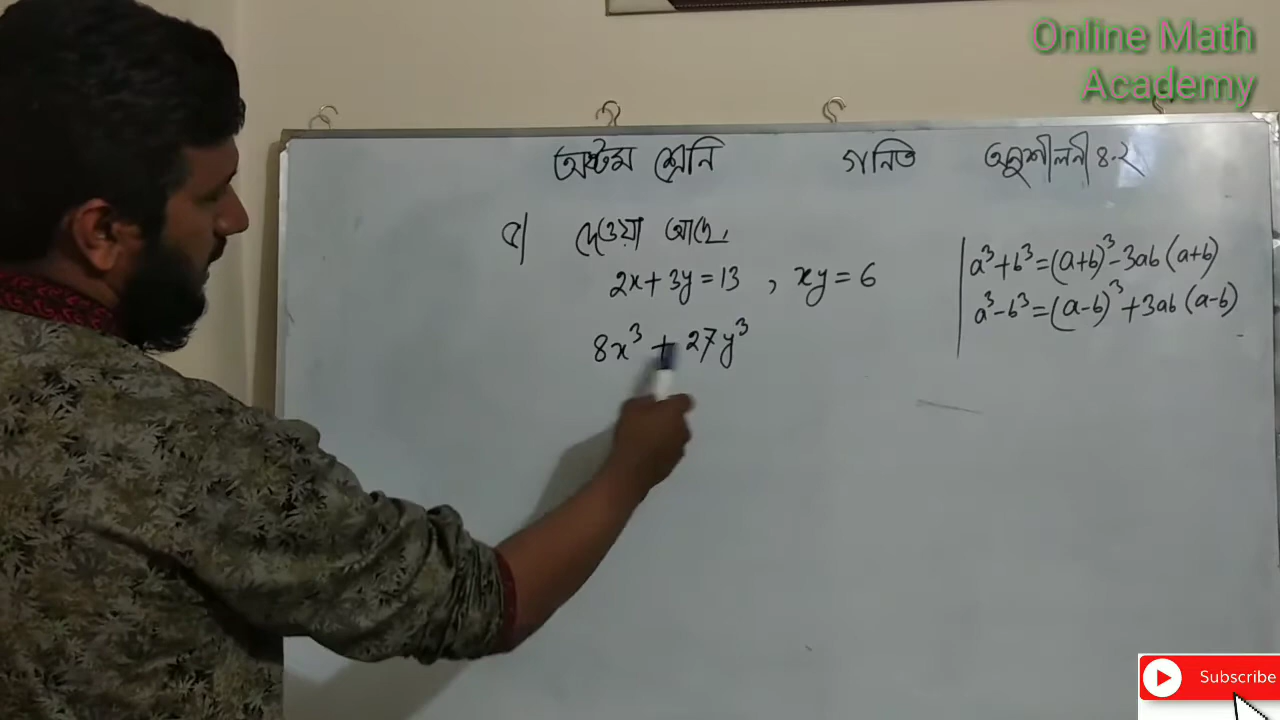 Online Math
Academy
অষ্টম শ্রেনি গনিত অনুশীলনী ৪.২
৫| দেওয়া আছে,
2x+3y=13 , xy=6
8x³ + 27y³
a³+b³=(a+b)³-3ab(a+b)
a³-b³=(a-b)³+3ab(a-b)
Subscribe